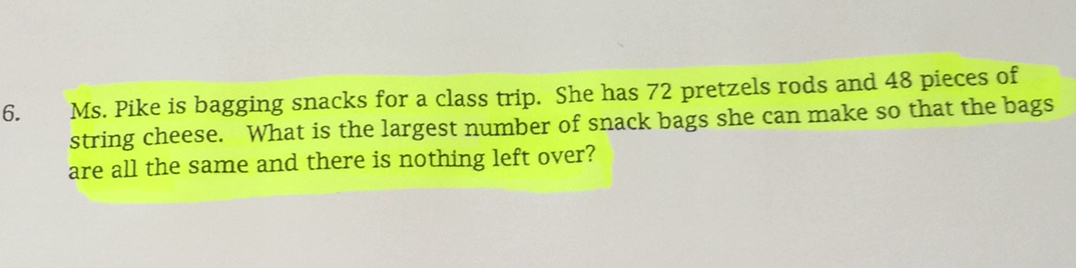 6. Ms. Pike is bagging snacks for a class trip. She has 72 pretzels rods and 48 pieces of
string cheese. What is the largest number of snack bags she can make so that the bags
are all the same and there is nothing left over?